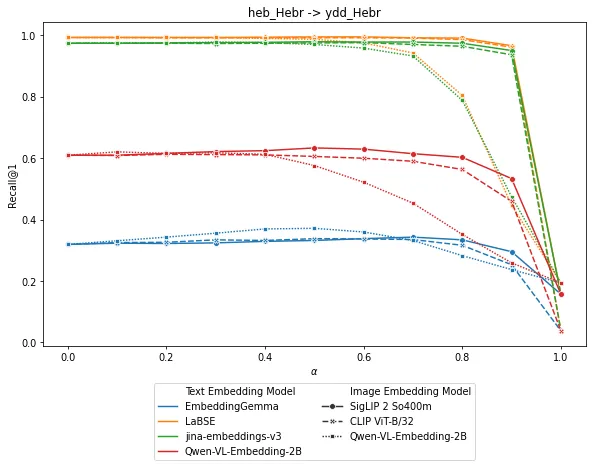 heb_Hebr -> ydd_Hebr
Recall@1
1.0
0.8
0.6
0.4
0.2
0.0
0.0 0.2 0.4 0.6 0.8 1.0
α
Text Embedding Model Image Embedding Model
EmbeddingGemma SigLIP 2 So400m
LaBSE CLIP ViT-B/32
jina-embeddings-v3 Qwen-VL-Embedding-2B
Qwen-VL-Embedding-2B